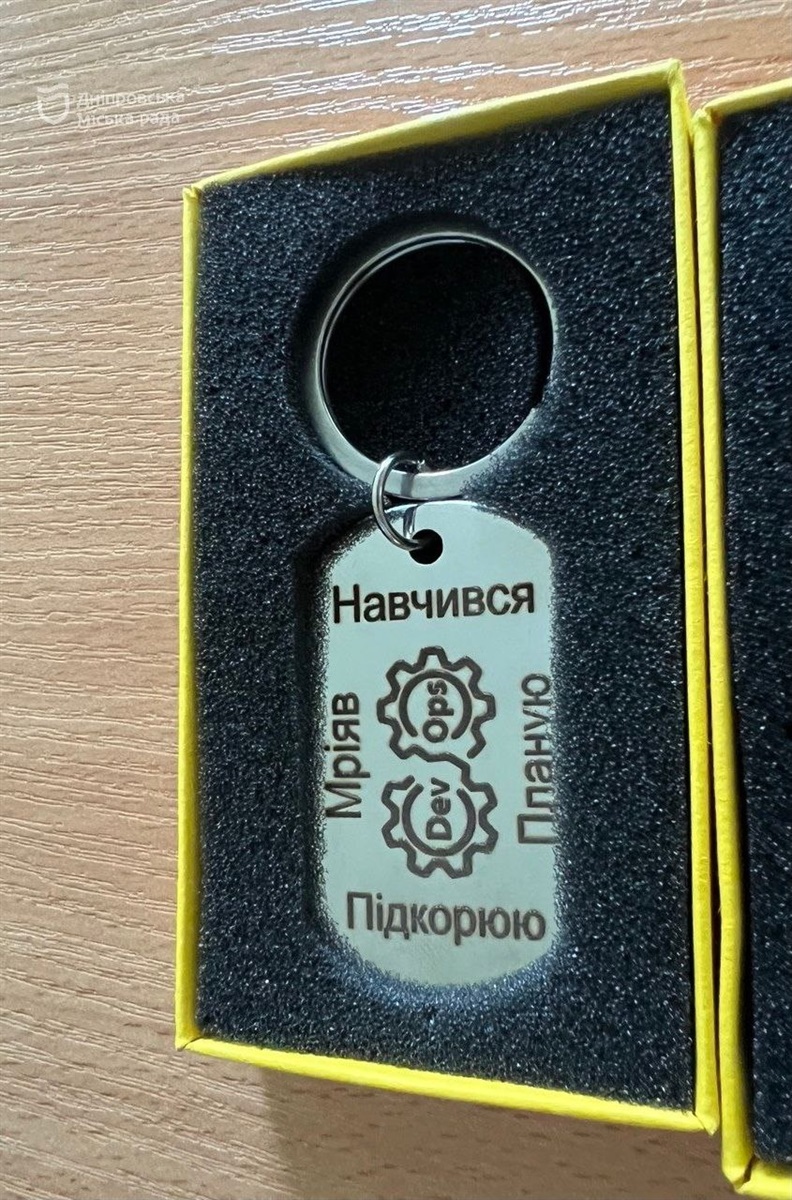 Дніпровська
міська рада
Навчився
Мріяв
Ops
Dev
Планую
Підкорюю